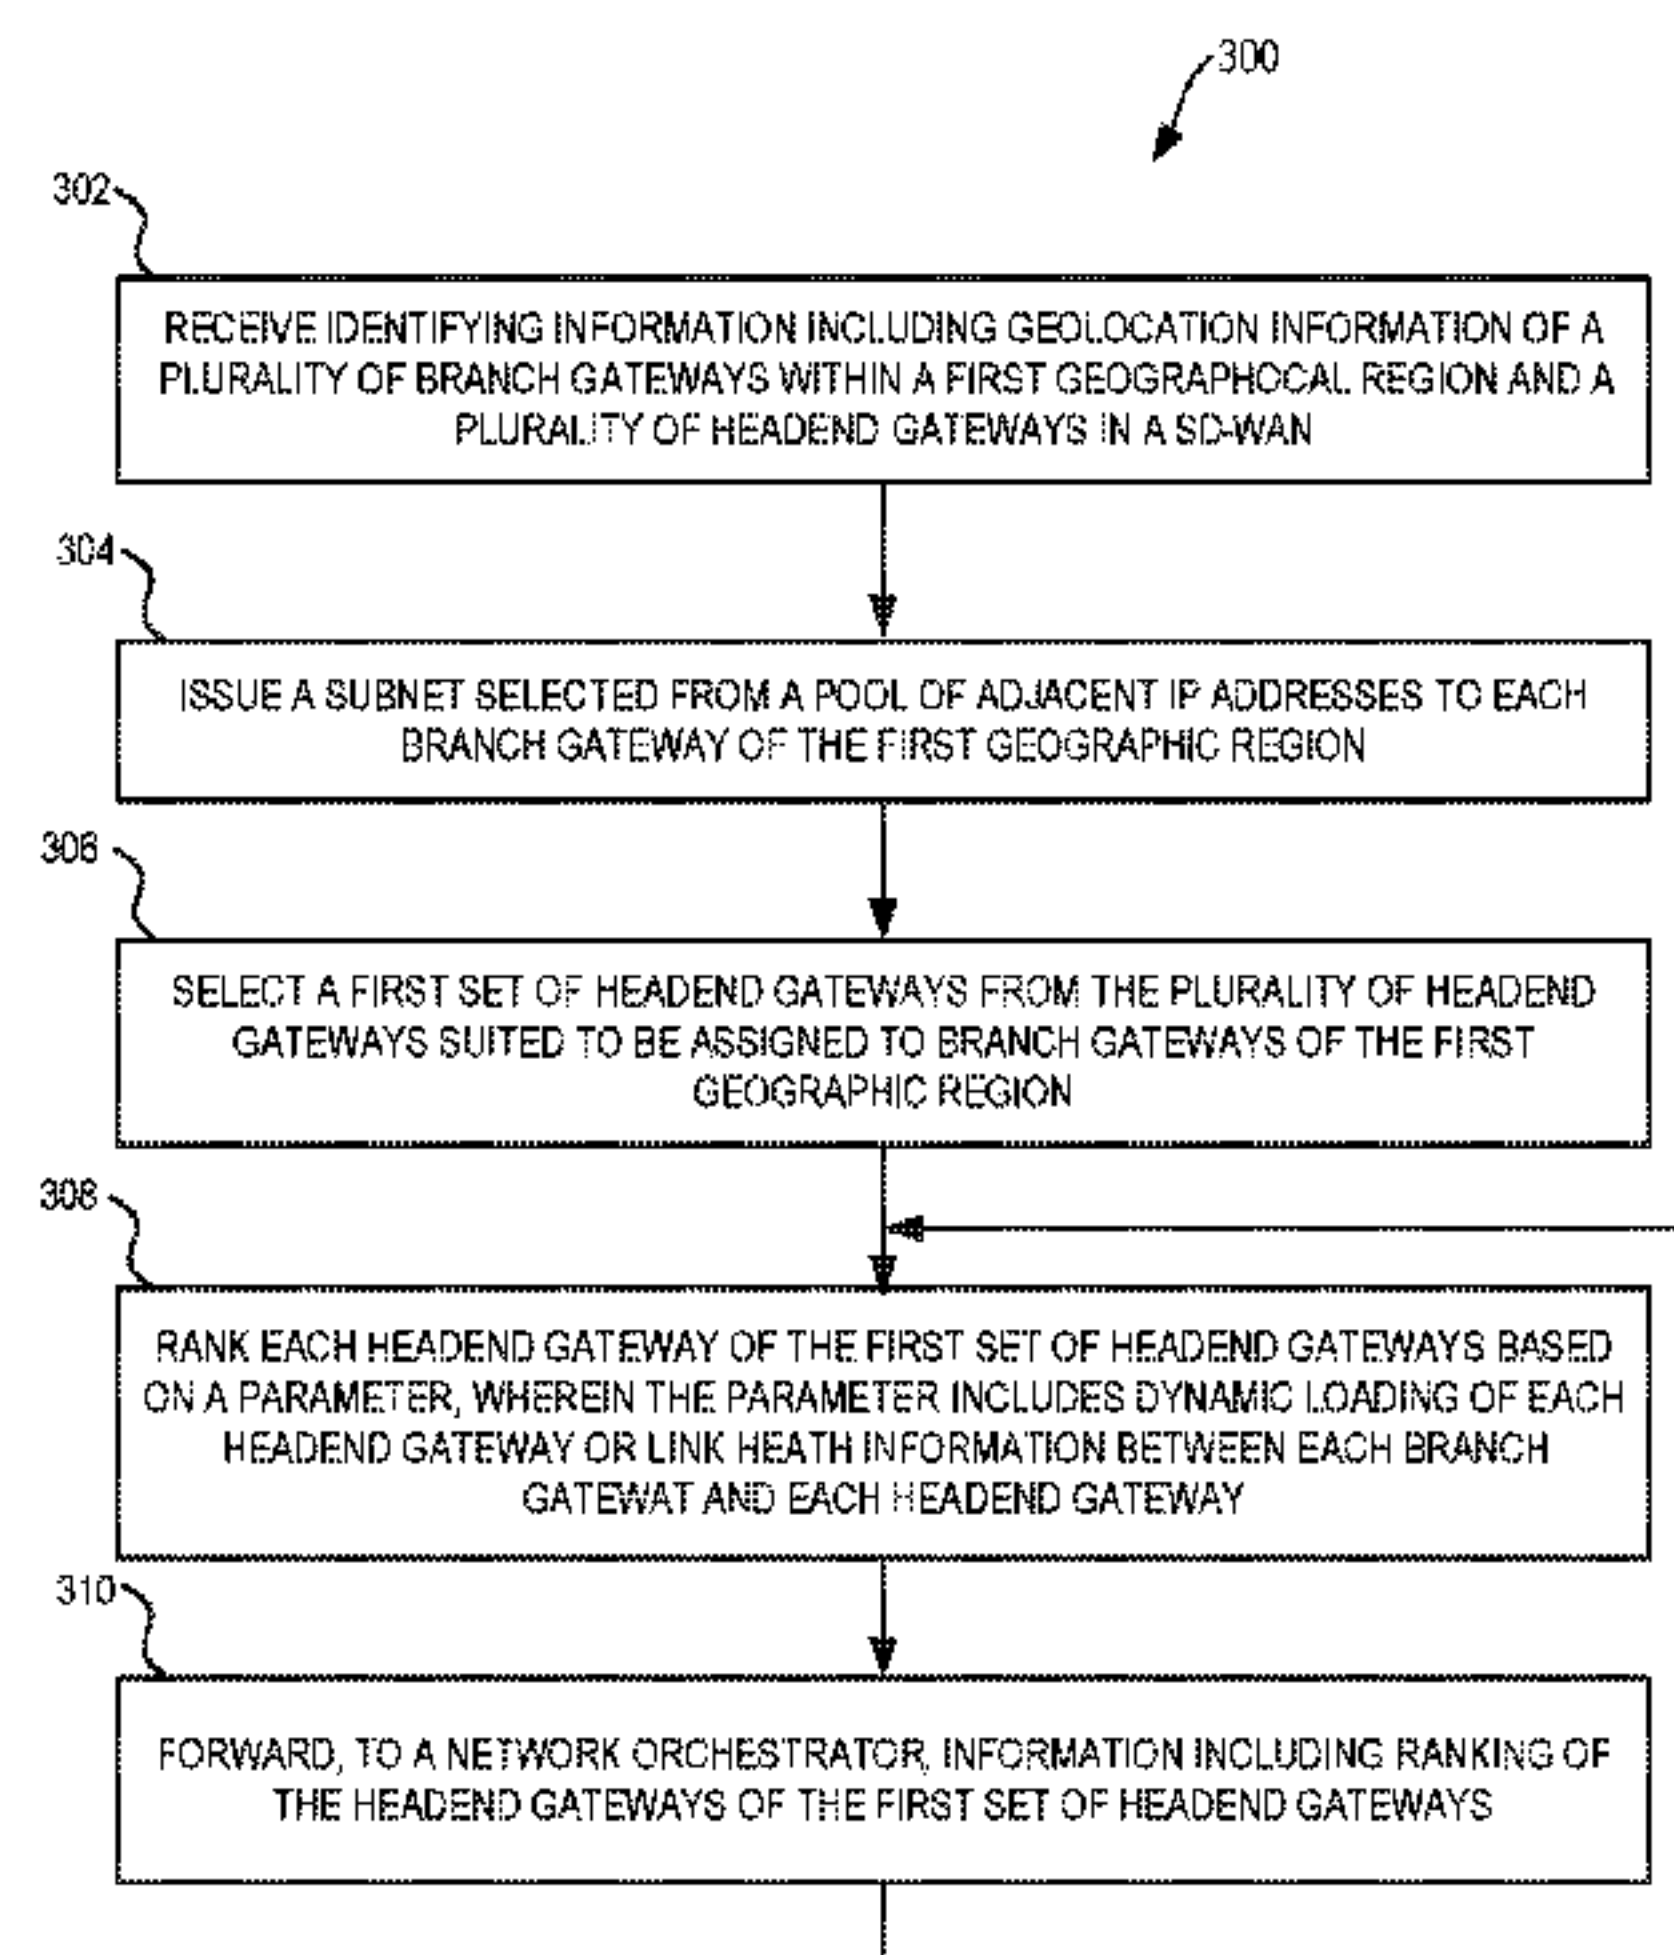 300
302
RECEIVE IDENTIFYING INFORMATION INCLUDING GEOLOCATION INFORMATION OF A
PLURALITY OF BRANCH GATEWAYS WITHIN A FIRST GEOGRAPHOCAL REGION AND A
PLURALITY OF HEADEND GATEWAYS IN A SD-WAN
304
ISSUE A SUBNET SELECTED FROM A POOL OF ADJACENT IP ADDRESSES TO EACH
BRANCH GATEWAY OF THE FIRST GEOGRAPHIC REGION
306
SELECT A FIRST SET OF HEADEND GATEWAYS FROM THE PLURALITY OF HEADEND
GATEWAYS SUITED TO BE ASSIGNED TO BRANCH GATEWAYS OF THE FIRST
GEOGRAPHIC REGION
308
RANK EACH HEADEND GATEWAY OF THE FIRST SET OF HEADEND GATEWAYS BASED
ON A PARAMETER, WHEREIN THE PARAMETER INCLUDES DYNAMIC LOADING OF EACH
HEADEND GATEWAY OR LINK HEATH INFORMATION BETWEEN EACH BRANCH
GATEWAT AND EACH HEADEND GATEWAY
310
FORWARD, TO A NETWORK ORCHESTRATOR, INFORMATION INCLUDING RANKING OF
THE HEADEND GATEWAYS OF THE FIRST SET OF HEADEND GATEWAYS